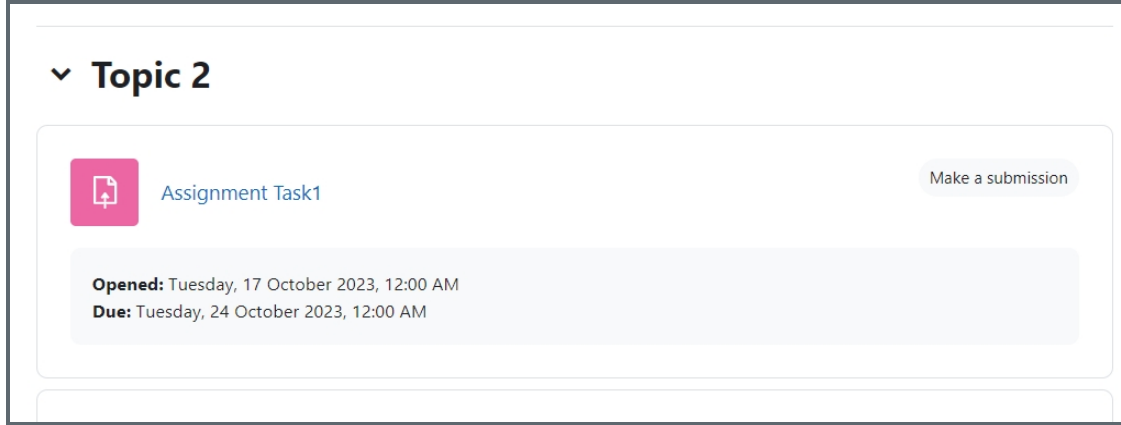 Topic 2
Assignment Task1
Make a submission
Opened: Tuesday, 17 October 2023, 12:00 AM
Due: Tuesday, 24 October 2023, 12:00 AM